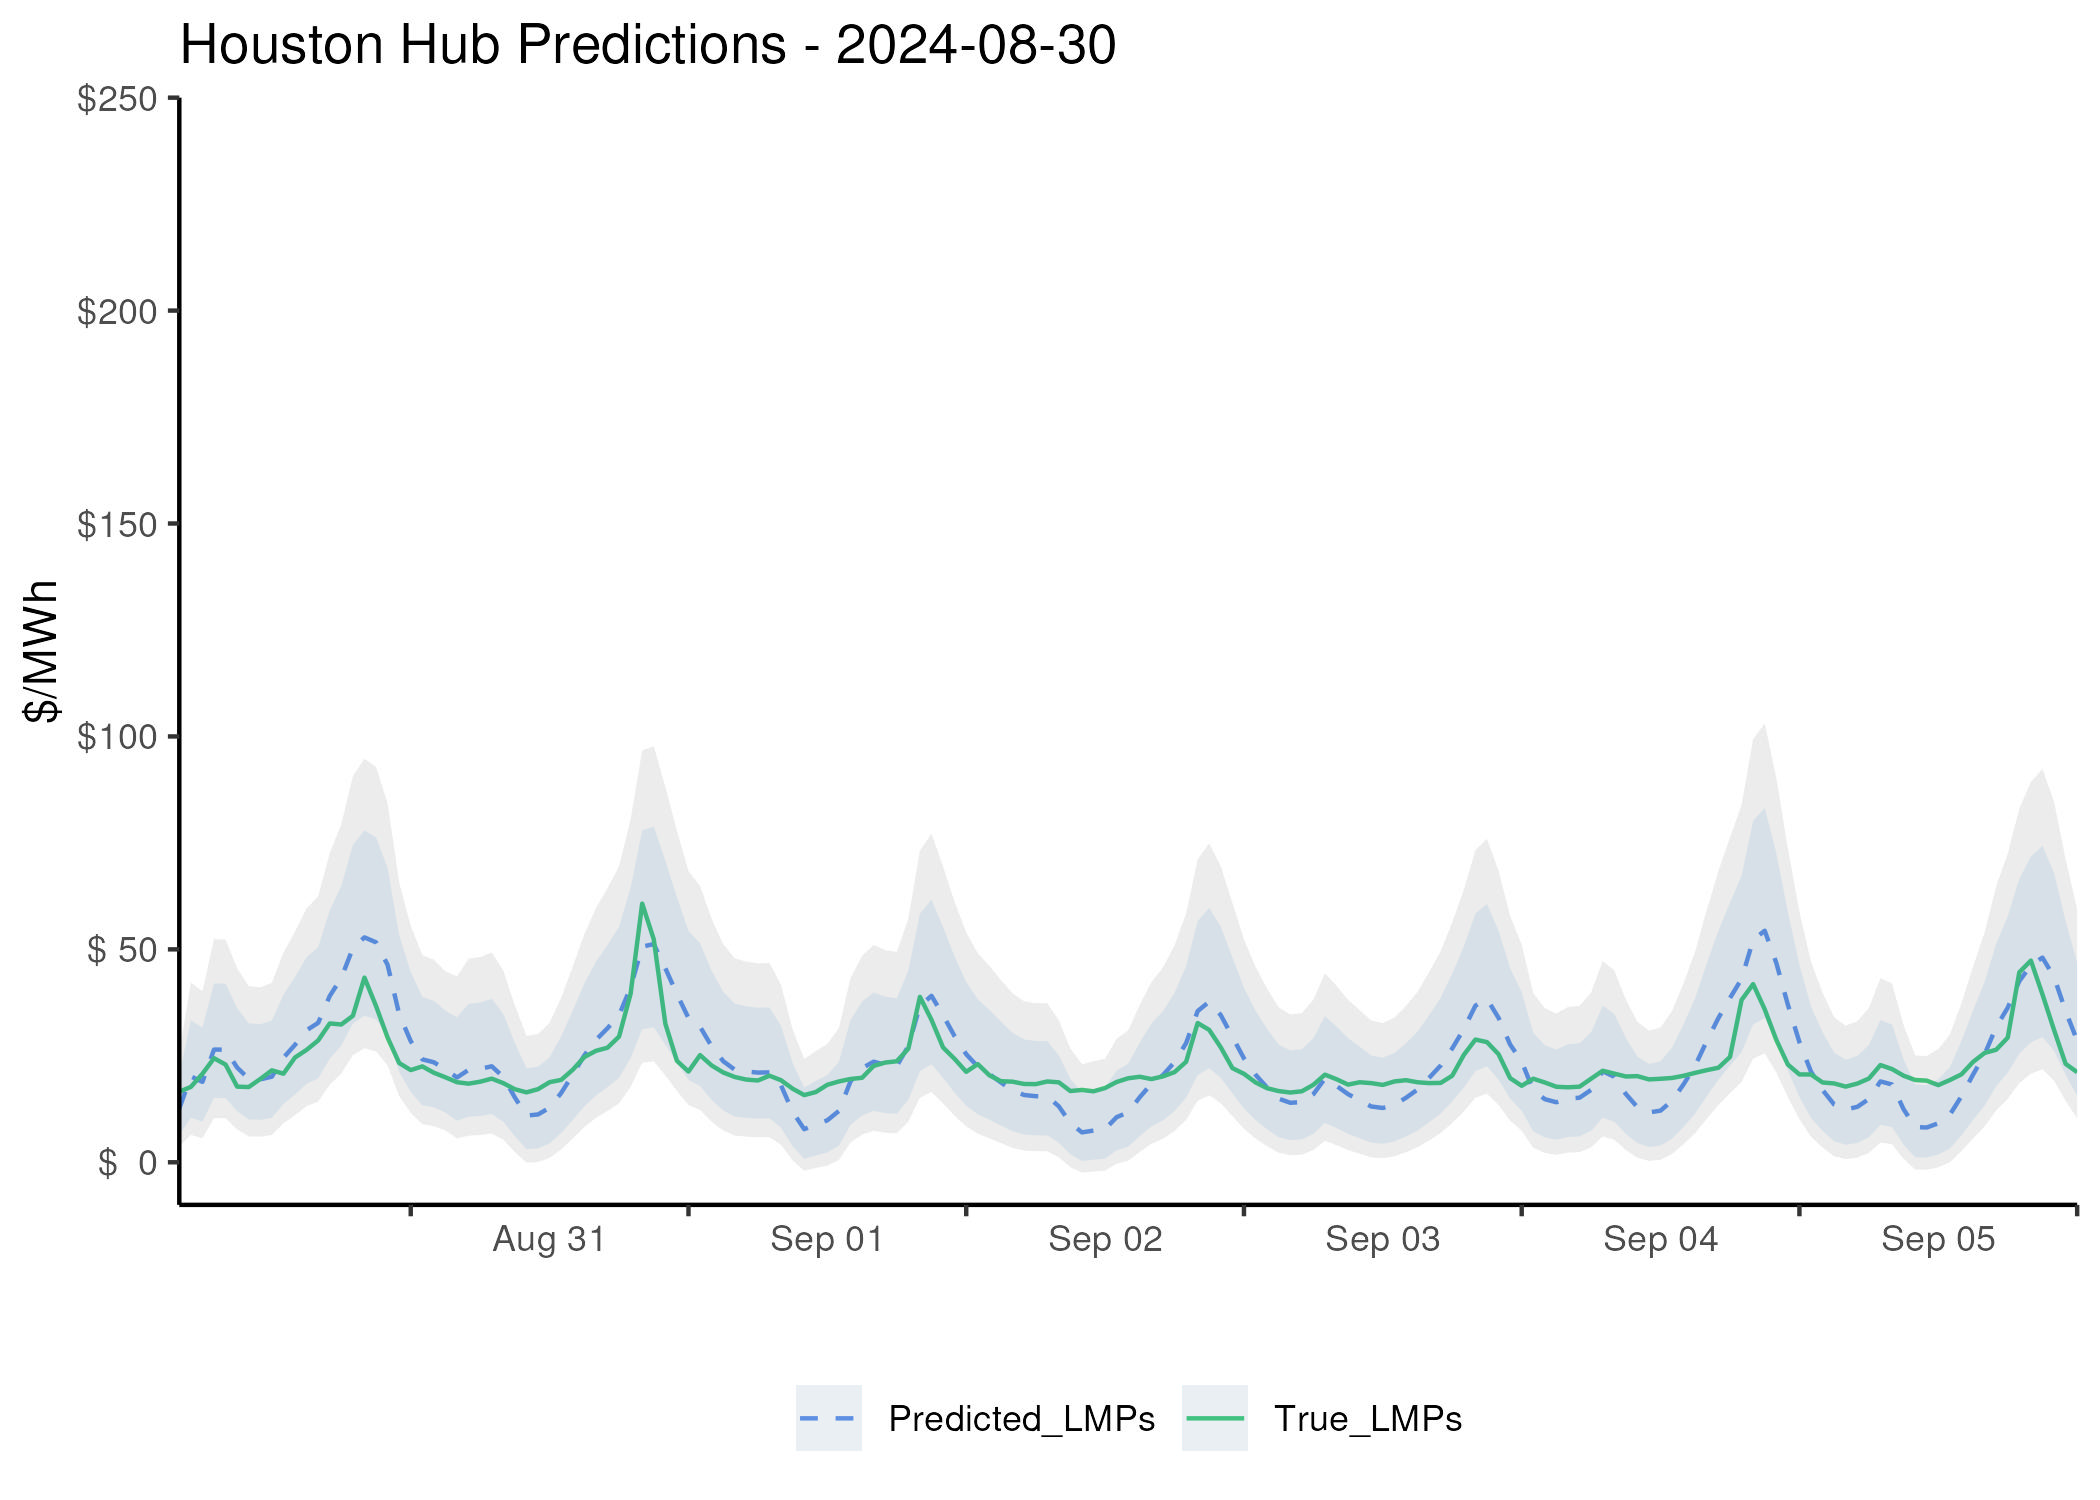 Houston Hub Predictions - 2024-08-30
$250
$200
$150
$100
$ 50
$ 0
$/MWh
Aug 31 Sep 01 Sep 02 Sep 03 Sep 04 Sep 05
Predicted_LMPs True_LMPs